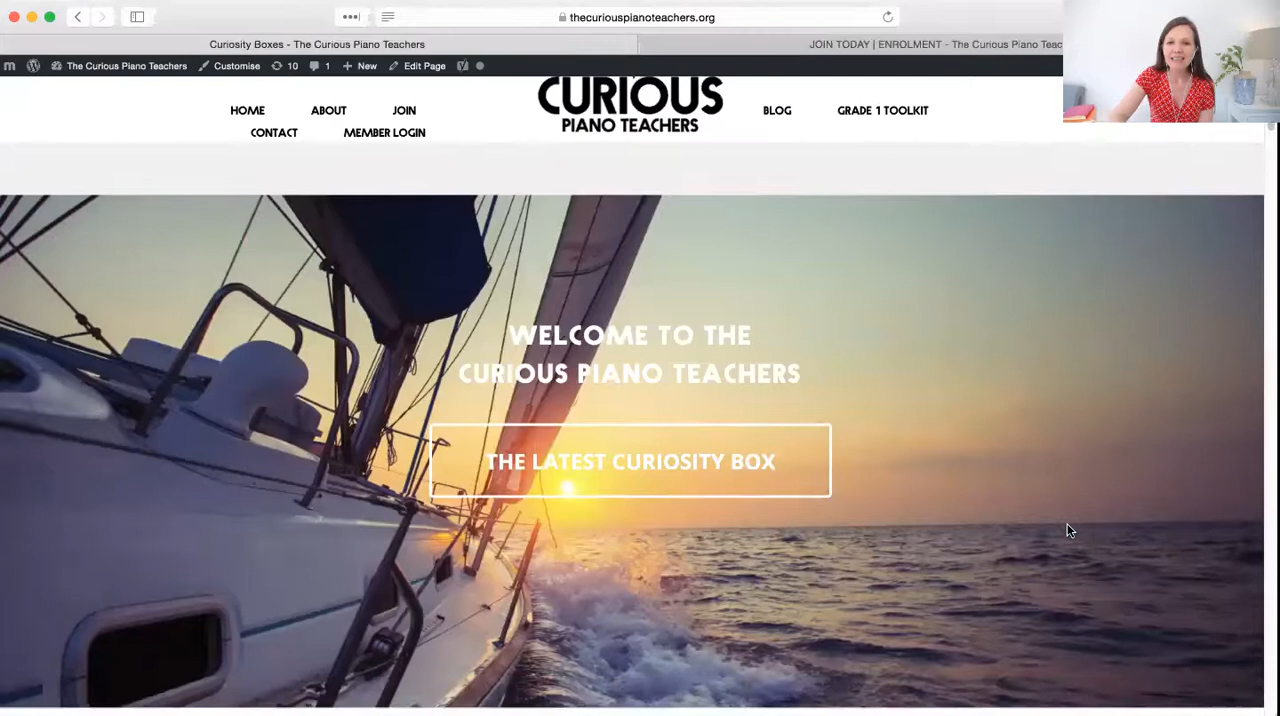 thecuriouspianoteachers.org
Curiosity Boxes - The Curious Piano Teachers
JOIN TODAY | ENROLMENT - The Curious Piano Teac
The Curious Piano Teachers Customise 10 1 New Edit Page
CURIOUS
PIANO TEACHERS
HOME ABOUT JOIN BLOG GRADE 1 TOOLKIT
CONTACT MEMBER LOGIN
WELCOME TO THE
CURIOUS PIANO TEACHERS
THE LATEST CURIOSITY BOX